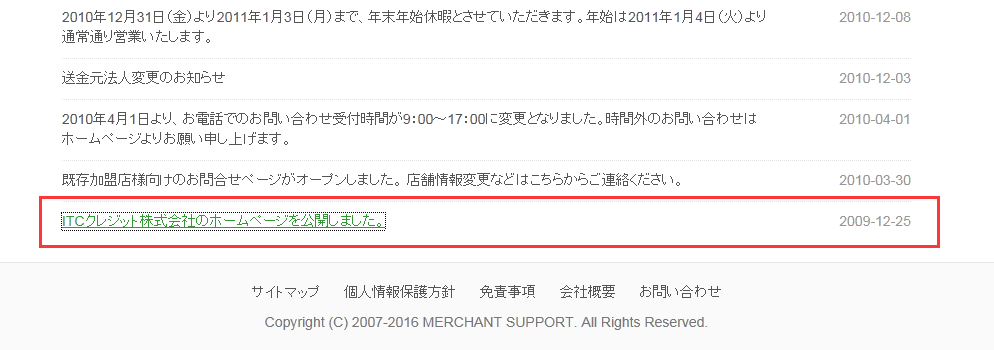 2010年12月31日（金）より2011年1月3日（月）まで、年末年始休暇とさせていただきます。年始は2011年1月4日（火）より
2010-12-08
通常通り営業いたします。
送金元法人変更のお知らせ
2010-12-03
2010年4月1日より、お電話でのお問い合わせ受付時間が9：00～17：00に変更となりました。時間外のお問い合わせは
2010-04-01
ホームページよりお願い申し上げます。
既存加盟店様向けのお問合せページがオープンしました。 店舗情報変更などはこちらからご連絡ください。
2010-03-30
ITCクレジット株式会社のホームページを公開しました。
2009-12-25
サイトマップ 個人情報保護方針 免責事項 会社概要 お問い合わせ
Copyright (C) 2007-2016 MERCHANT SUPPORT. All Rights Reserved.